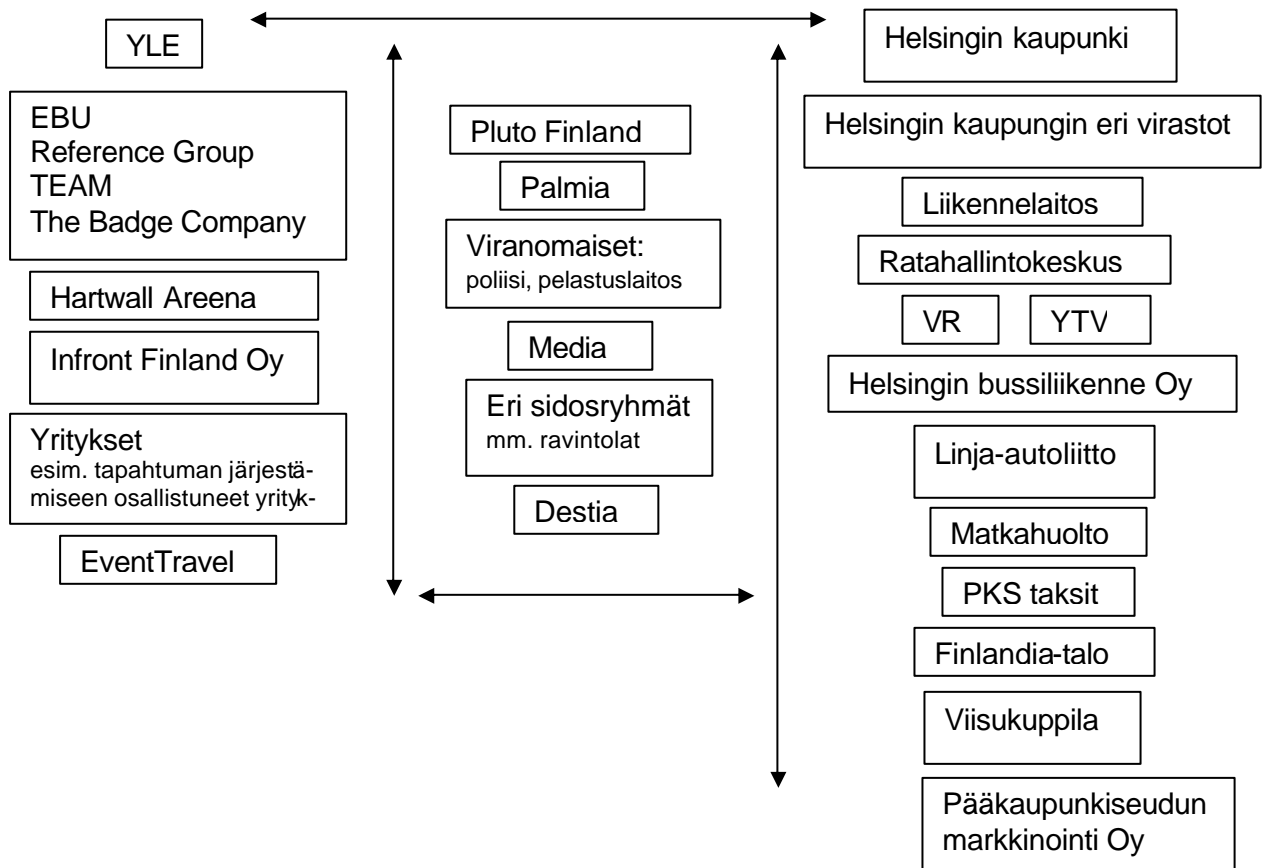 YLE
EBU
Reference Group
TEAM
The Badge Company
Hartwall Areena
Infront Finland Oy
Yritykset
esim. tapahtuman järjestä-
miseen osallistuneet yrityk-
EventTravel
Pluto Finland
Palmia
Viranomaiset:
poliisi, pelastuslaitos
Media
Eri sidosryhmät
mm. ravintolat
Destia
Helsingin kaupunki
Helsingin kaupungin eri virastot
Liikennelaitos
Ratahallintokeskus
VR
YTV
Helsingin bussiliikenne Oy
Linja-autoliitto
Matkahuolto
PKS taksit
Finlandia-talo
Viisukuppila
Pääkaupunkiseudun
markkinointi Oy